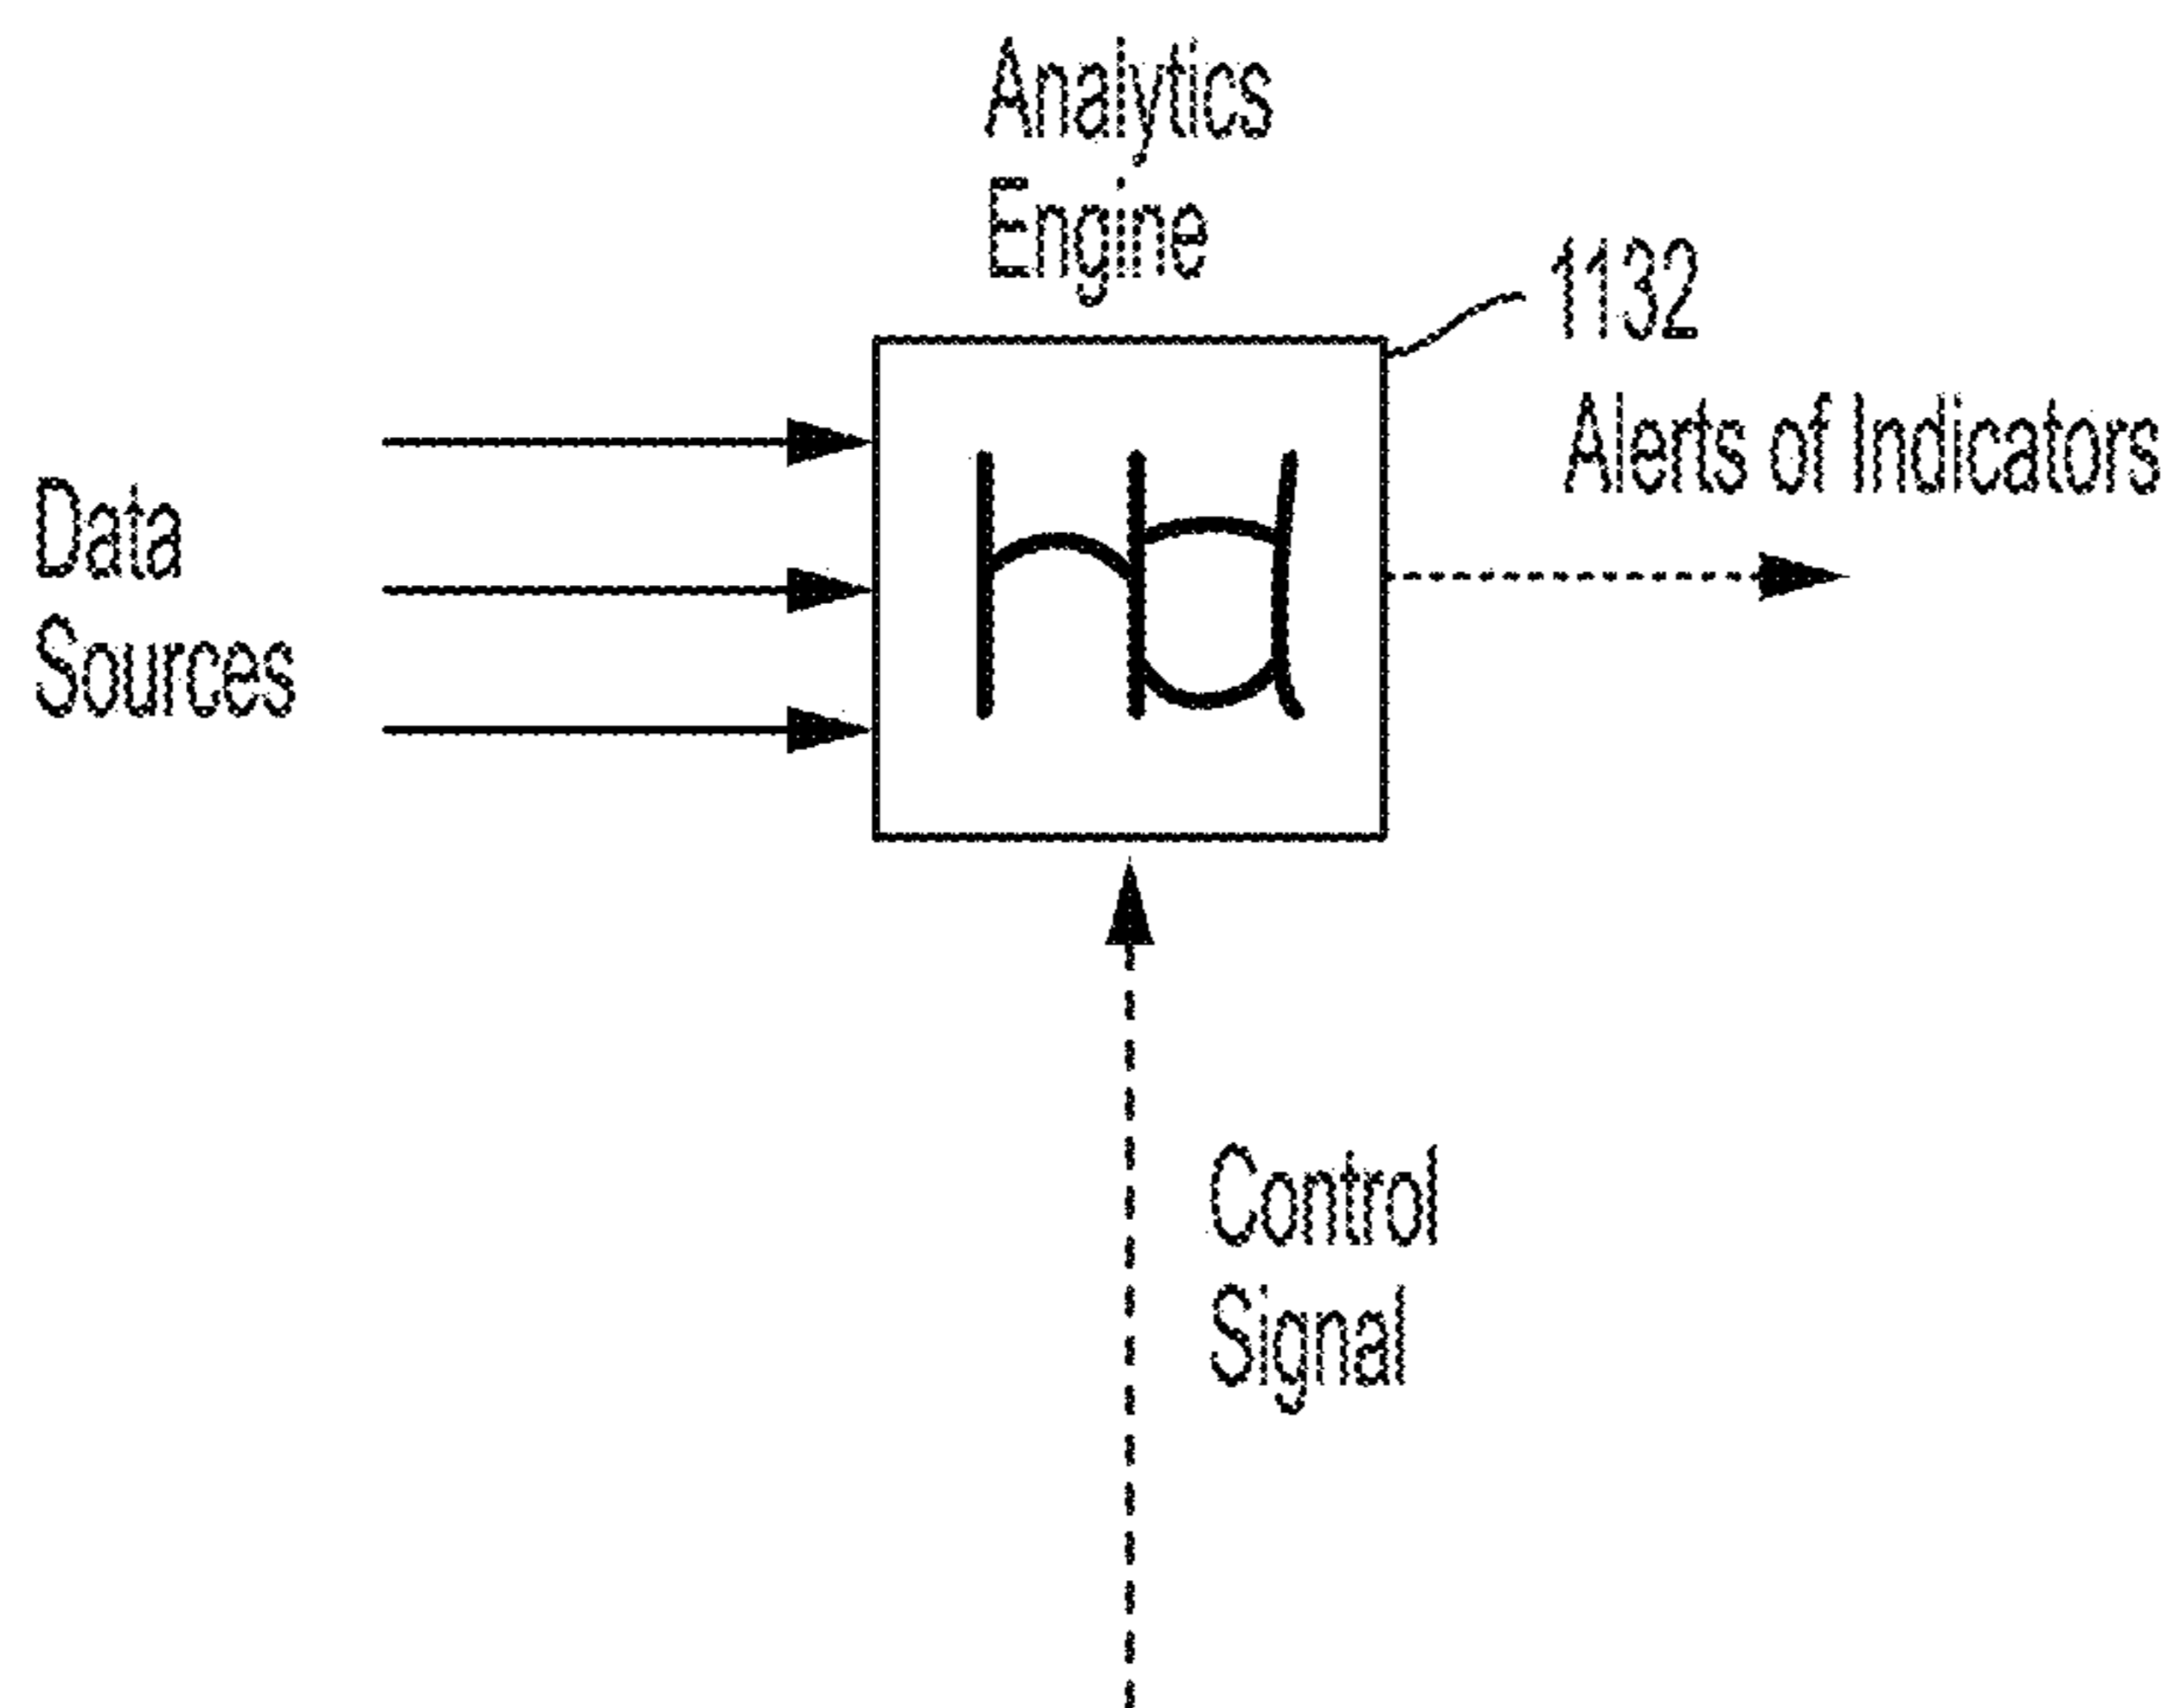 Analytics
Engine
1132
Alerts of Indicators
Data
Sources
Control
Signal